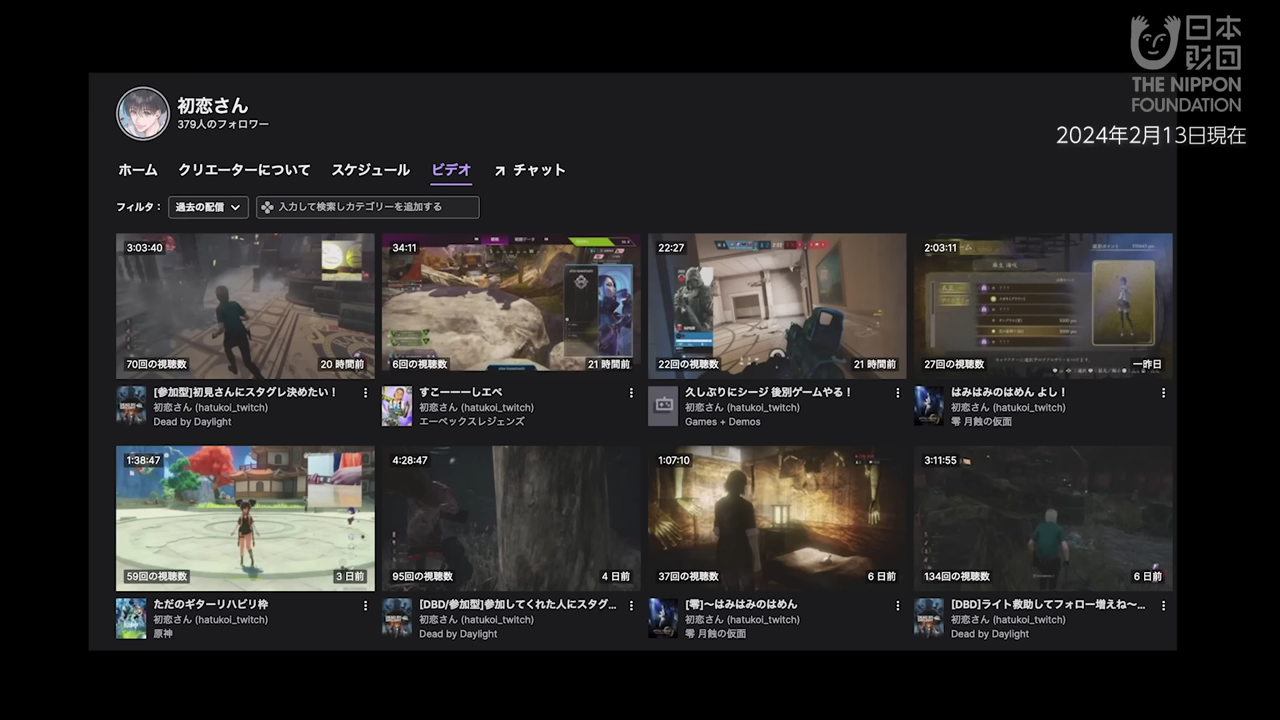 日本
財団
THE NIPPON
FOUNDATION
2024年2月13日現在
初恋さん
379人のフォロワー
ホーム クリエーターについて スケジュール ビデオ チャット
フィルタ: 過去の配信 入力して検索しカテゴリーを追加する
3:03:40 34:11 22:27 2:03:11
70回の視聴数 20 時間前 6回の視聴数 21 時間前 22回の視聴数 21 時間前 27回の視聴数 一昨日
[参加型]初見さんにスタグレ決めたい！ すこーーーしエペ 久しぶりにシージ 後別ゲームやる！ はみはみのはめん よし！
初恋さん (hatukoi_twitch) 初恋さん (hatukoi_twitch) 初恋さん (hatukoi_twitch) 初恋さん (hatukoi_twitch)
Dead by Daylight エーペックスレジェンズ Games + Demos 零 月蝕の仮面
1:38:47 4:28:47 1:07:10 3:11:55
59回の視聴数 3 日前 95回の視聴数 4 日前 37回の視聴数 6 日前 134回の視聴数 6 日前
ただのギターリハビリ枠 [DBD/参加型]参加してくれた人にスタグ... [零]〜はみはみのはめん [DBD]ライト救助してフォロー増えね〜...
初恋さん (hatukoi_twitch) 初恋さん (hatukoi_twitch) 初恋さん (hatukoi_twitch) 初恋さん (hatukoi_twitch)
原神 Dead by Daylight 零 月蝕の仮面 Dead by Daylight